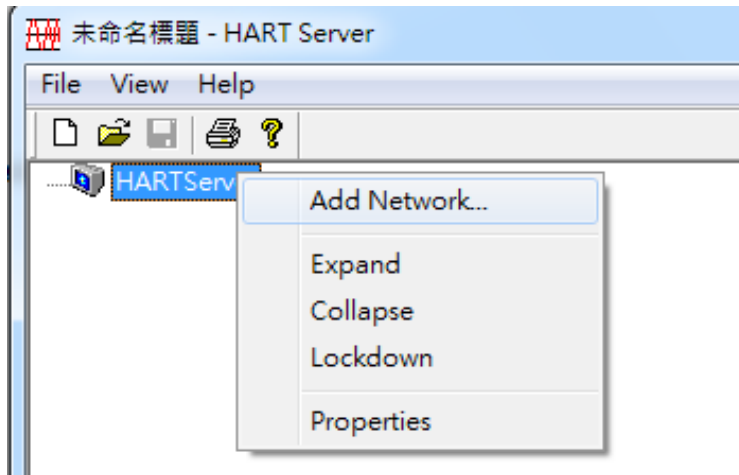 未命名標題 - HART Server
File View Help
HARTServ
Add Network...
Expand
Collapse
Lockdown
Properties